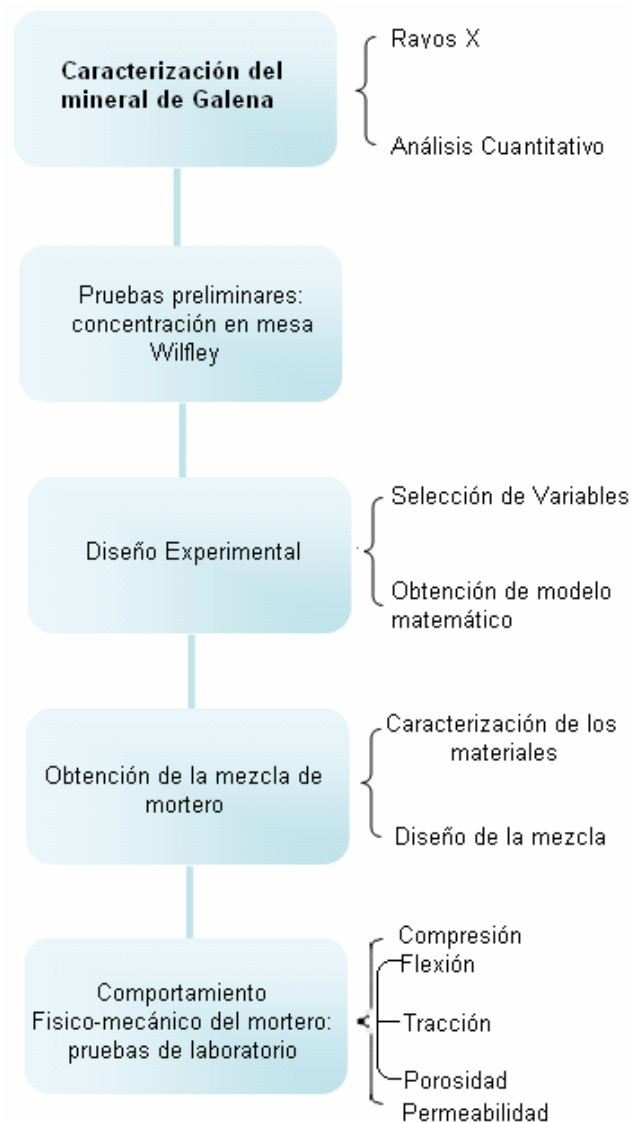 Caracterización del
mineral de Galena
Rayos X
Análisis Cuantitativo
Pruebas preliminares:
concentración en mesa
Wilfley
Diseño Experimental
Selección de Variables
Obtención de modelo
matemático
Obtención de la mezcla de
mortero
Caracterización de los
materiales
Diseño de la mezcla
Comportamiento
Fisico-mecánico del mortero:
pruebas de laboratorio
Compresión
Flexión
Tracción
Porosidad
Permeabilidad